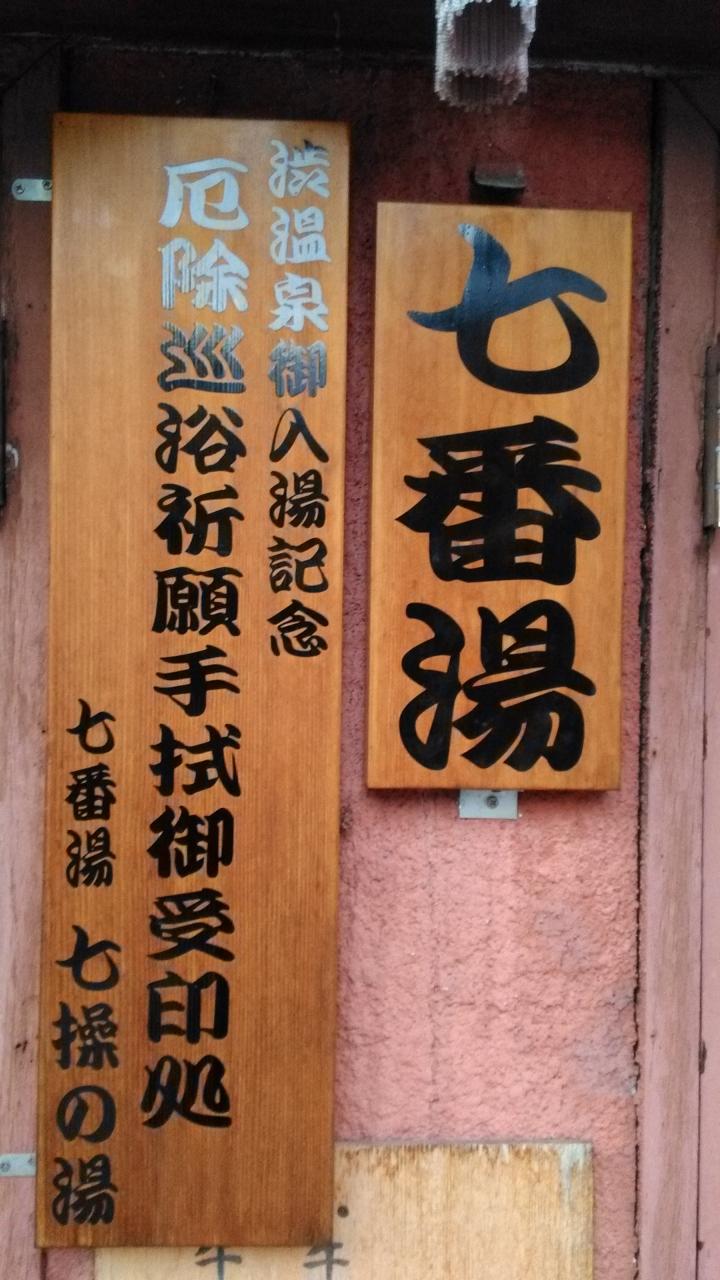 七番湯
渋温泉御入湯記念
厄除巡浴祈願手拭御受印処
七番湯 七操の湯